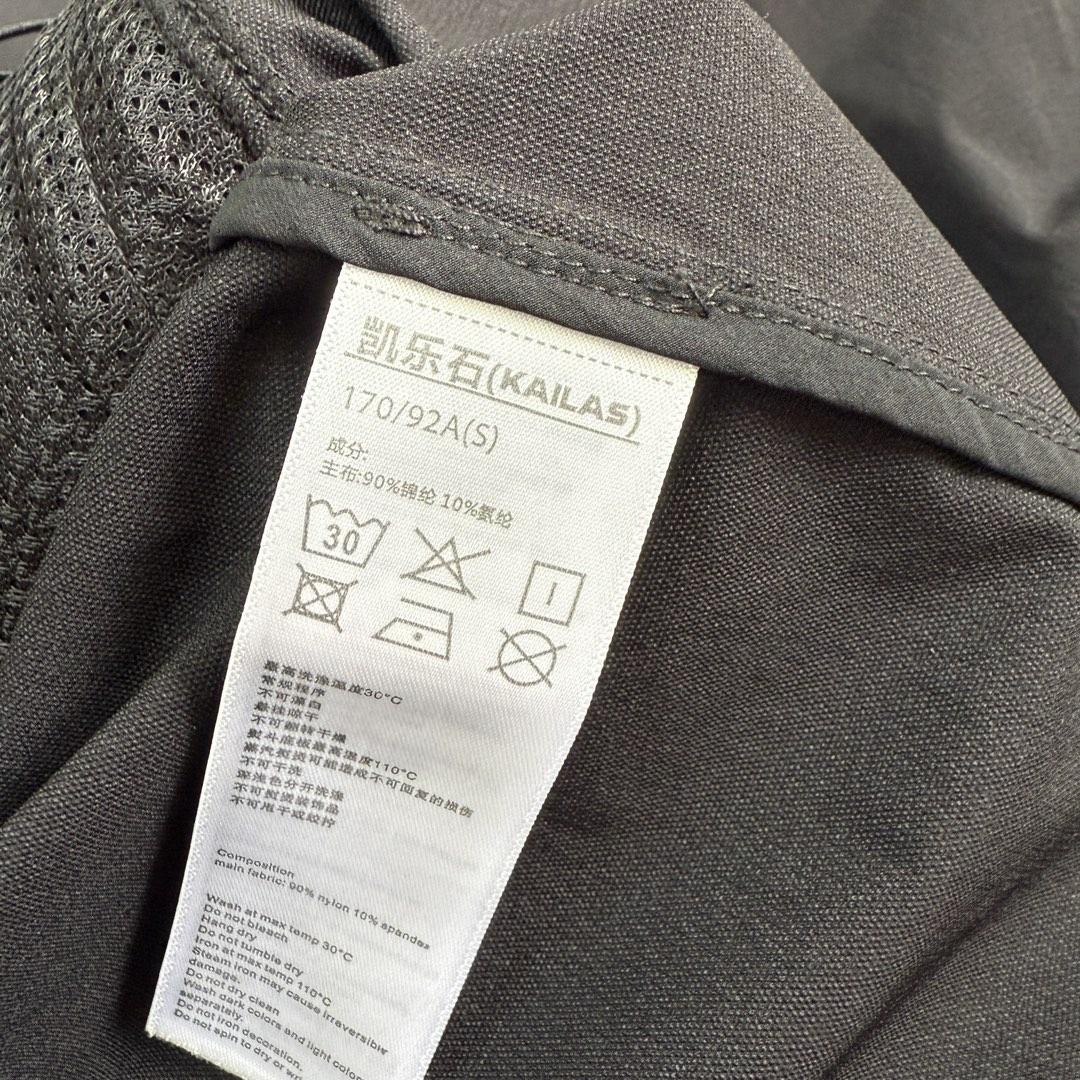 凯乐石(KAILAS)
170/92A(S)
成分:
主布:90%锦纶 10%氨纶
30
最高洗涤温度30°C
常规程序
不可漂白
悬挂晾干
不可翻转干燥
熨斗底板最高温度110°C
蒸汽熨烫可能造成不可回复的损伤
不可干洗
深浅色分开洗涤
不可熨烫装饰品
不可甩干或绞拧
Composition
main fabric: 90% nylon 10% spandex
Wash at max temp 30°C
Do not bleach
Hang dry
Do not tumble dry
Iron at max temp 110°C
Steam iron may cause irreversible
damage.
Do not dry clean
Wash dark colors and light colors
separately.
Do not iron decoration.
Do not spin to dry or